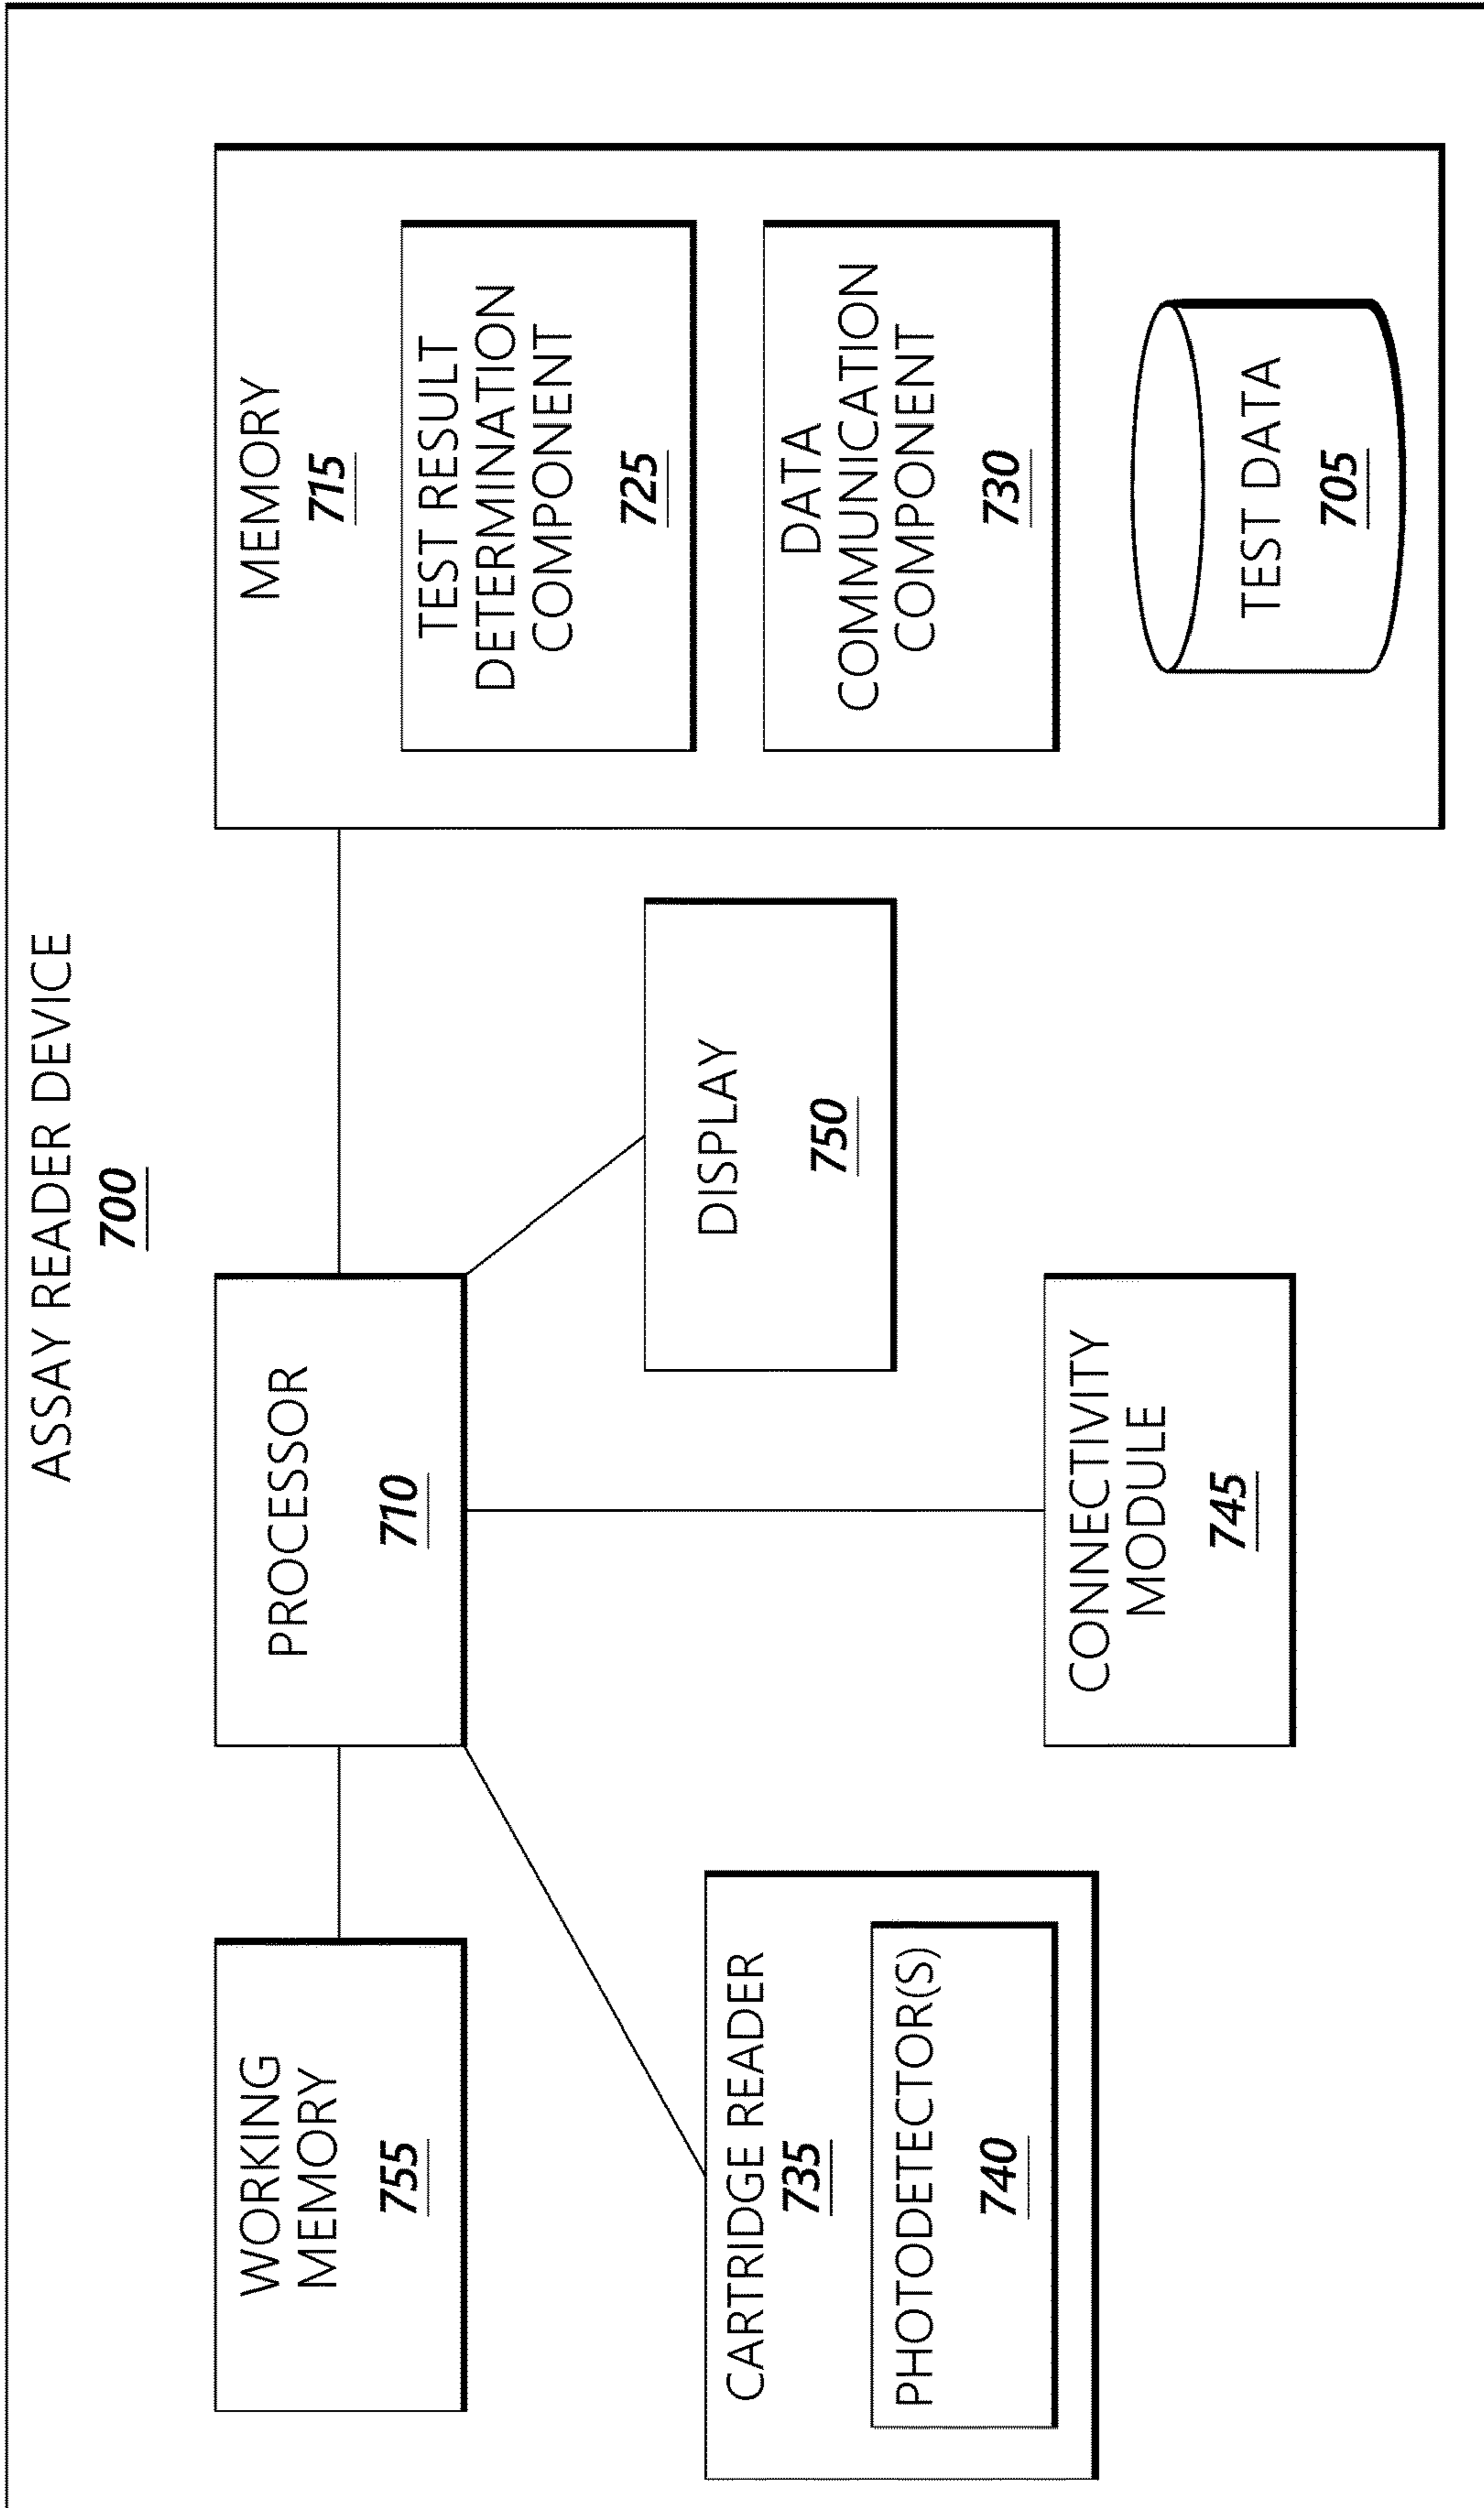 ASSAY READER DEVICE
700
WORKING
MEMORY
755
PROCESSOR
710
MEMORY
715
TEST RESULT
DETERMINATION
COMPONENT
725
DATA
COMMUNICATION
COMPONENT
730
TEST DATA
705
DISPLAY
750
CARTRIDGE READER
735
PHOTODETECTOR(S)
740
CONNECTIVITY
MODULE
745